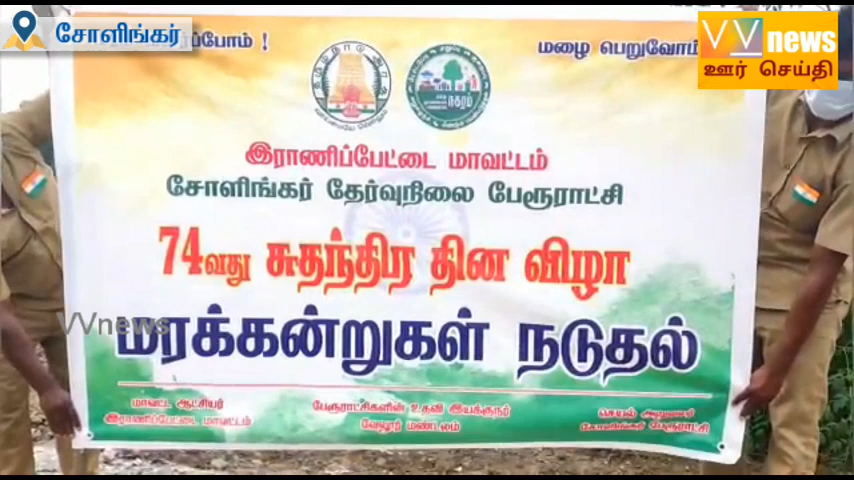 சோளிங்கர்
VV news
ஊர் செய்தி
மழை பெறுவோம்
நகரம்
இராணிப்பேட்டை மாவட்டம்
சோளிங்கர் தேர்வுநிலை பேரூராட்சி
74வது சுதந்திர தின விழா
VVnews
மரக்கன்றுகள் நடுதல்
மாவட்ட ஆட்சியர்
இராணிப்பேட்டை மாவட்டம்
பேரூராட்சிகளின் உதவி இயக்குநர்
வேலூர் மண்டலம்
செயல் அலுவலர்
சோளிங்கர் பேரூராட்சி